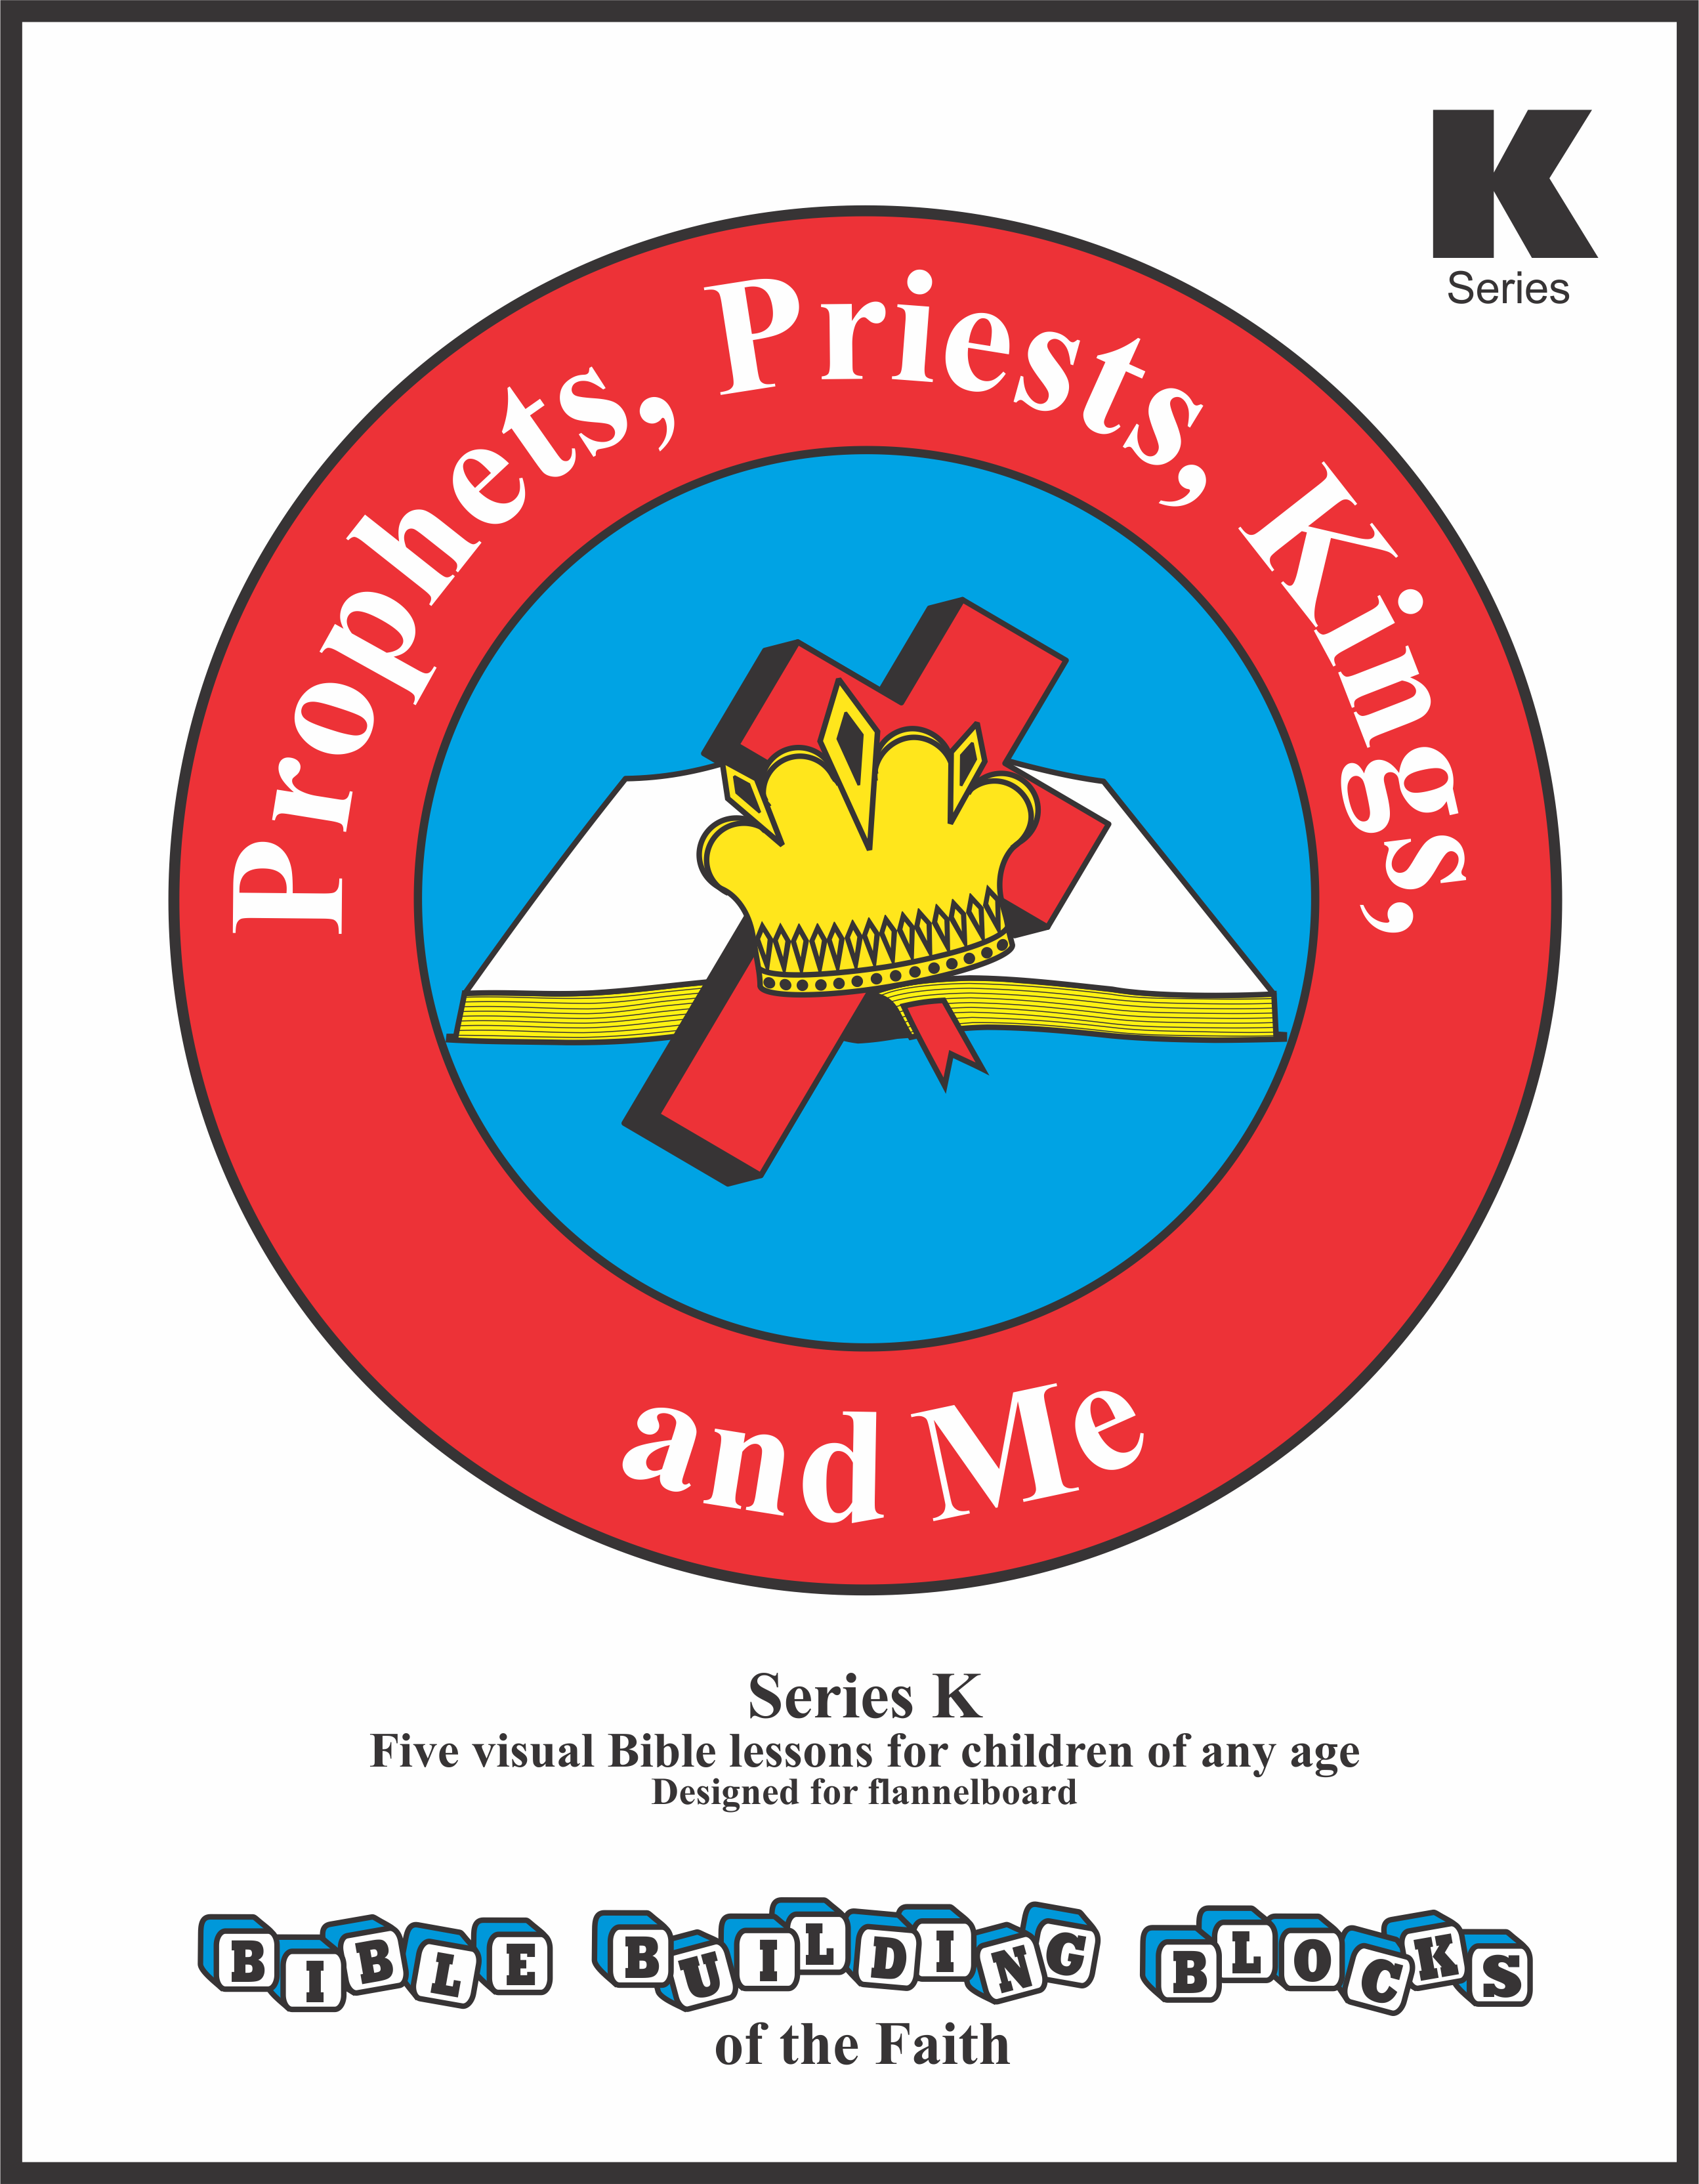 K
Series
Prophets, Priests, Kings,
and Me
Series K
Five visual Bible lessons for children of any age
Designed for flannelboard
BIBLE BUILDING BLOCKS
of the Faith